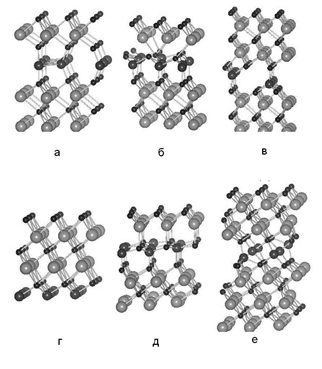 а б в
г д е